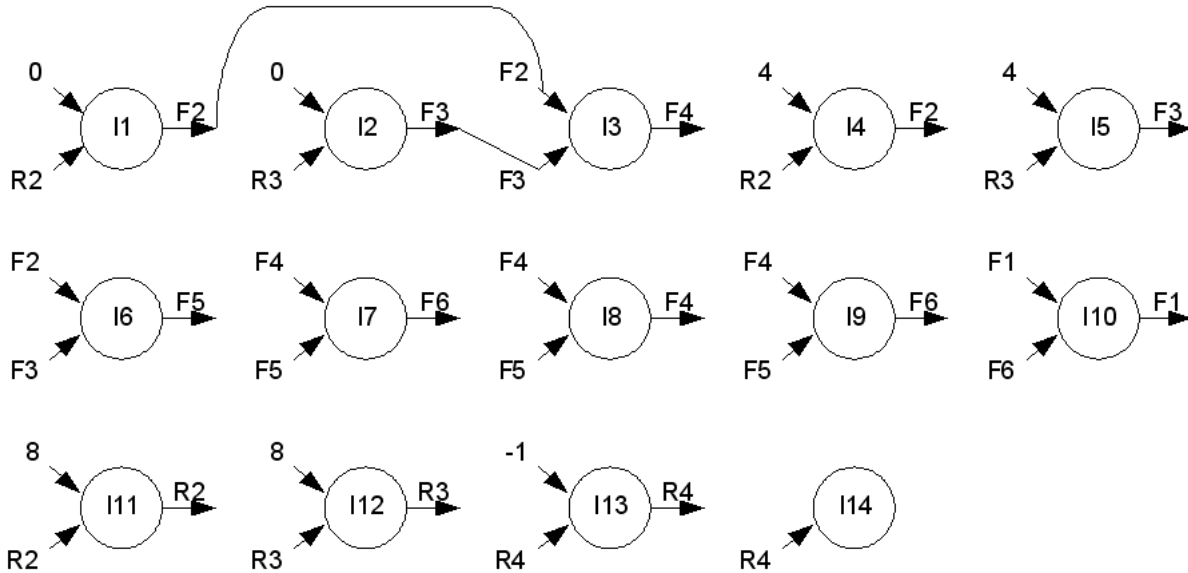 0 0 F2 4 4
I1 F2 I2 F3 I3 F4 I4 F2 I5 F3
R2 R3 F3 R2 R3
F2 F4 F4 F4 F1
I6 F5 I7 F6 I8 F4 I9 F6 I10 F1
F3 F5 F5 F5 F6
8 8 -1
I11 R2 I12 R3 I13 R4 I14
R2 R3 R4 R4